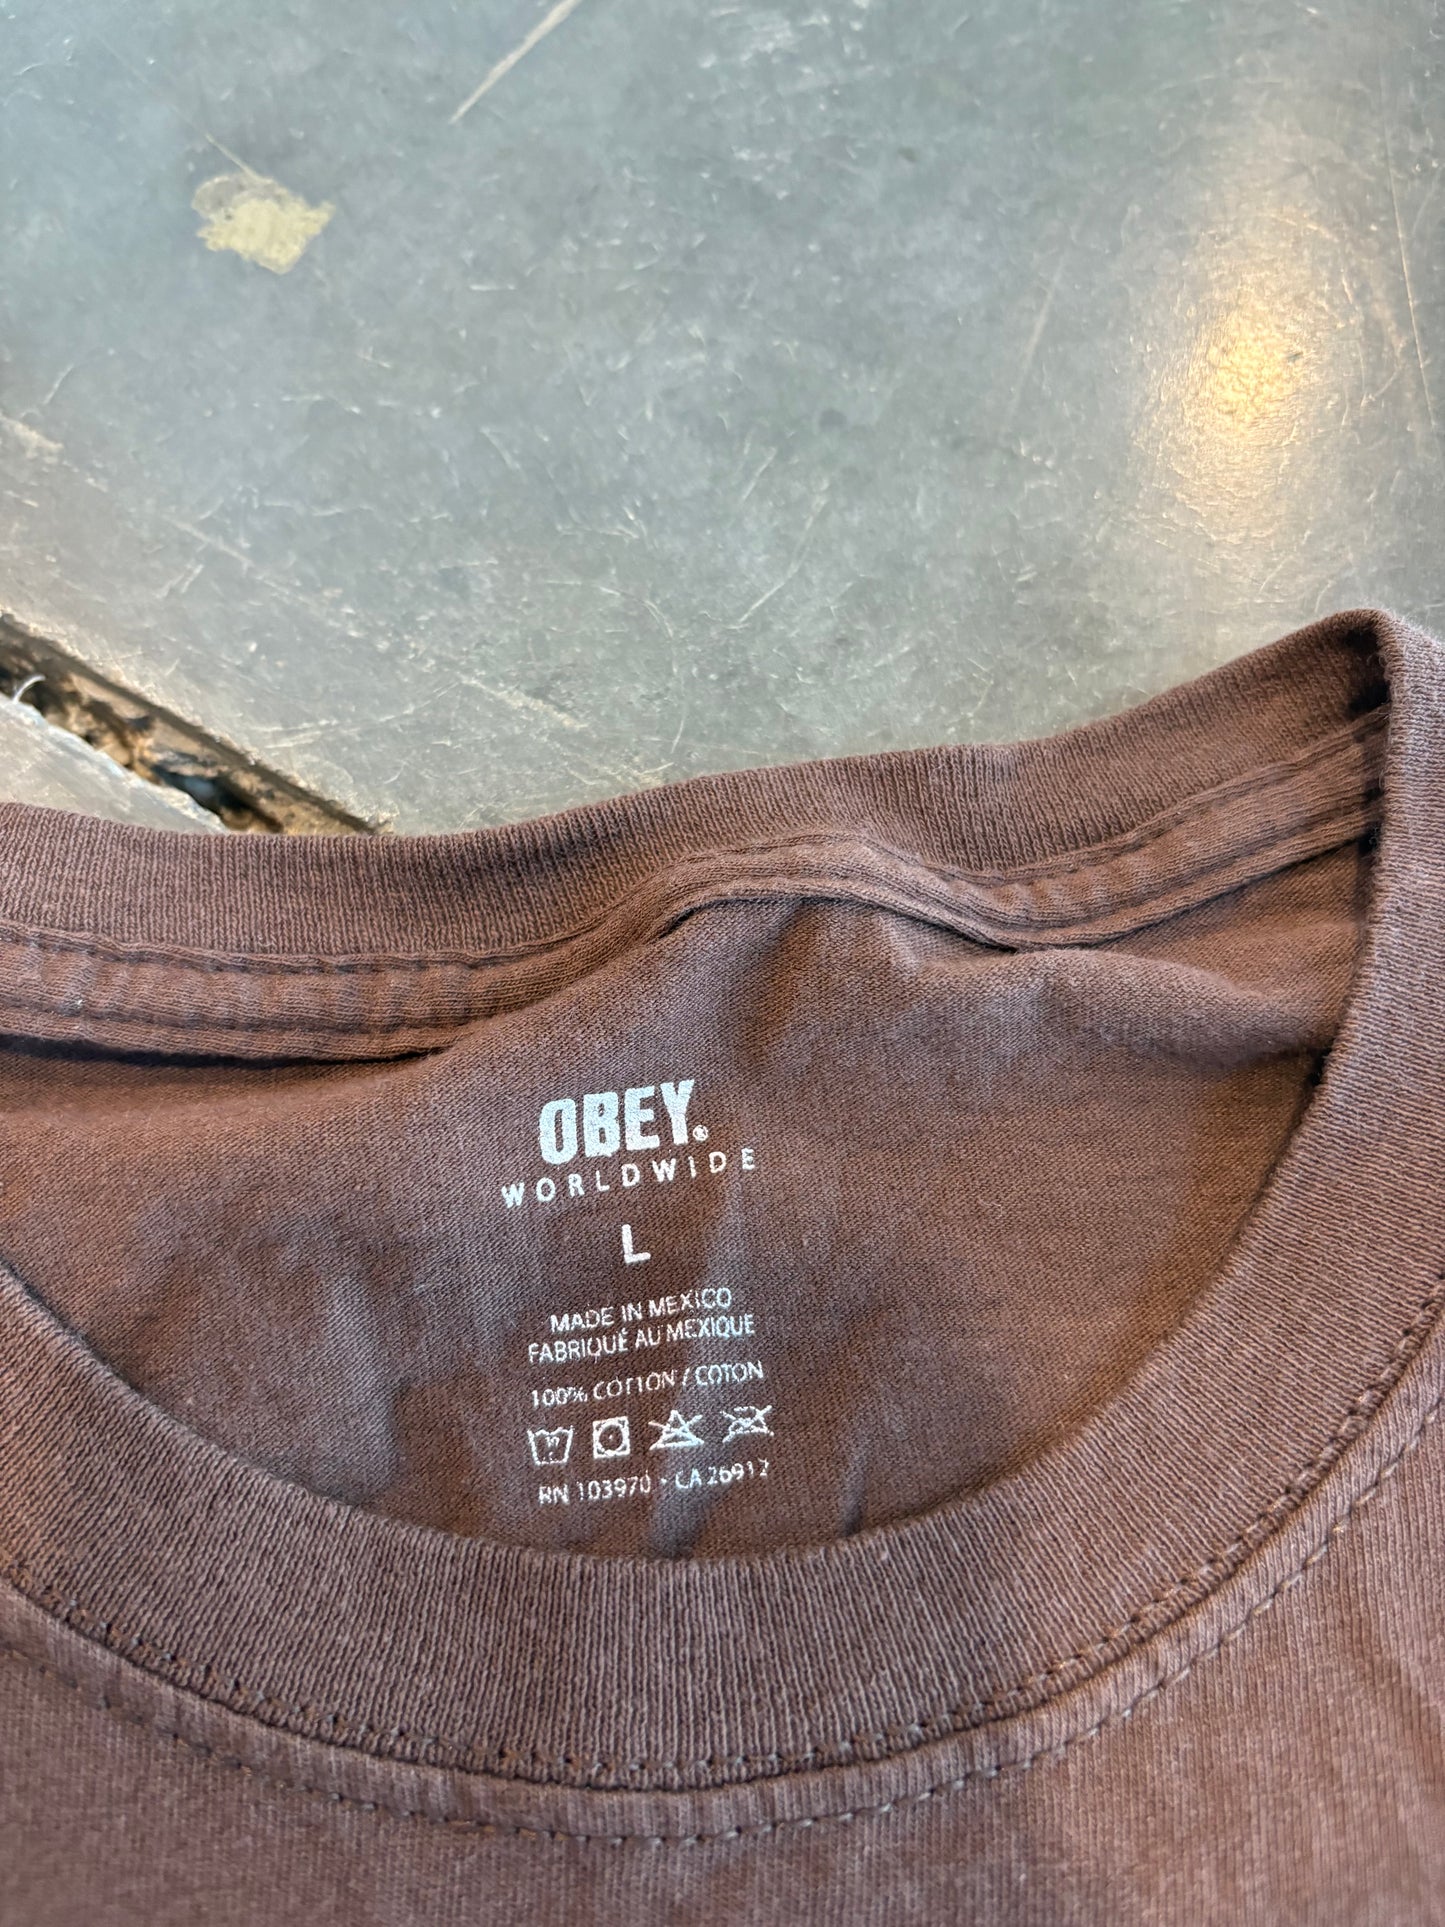 OBEY®
WORLDWIDE
L
MADE IN MEXICO
FABRIQUÉ AU MEXIQUE
100% COTTON / COTON
RN 103970 • CA 26912